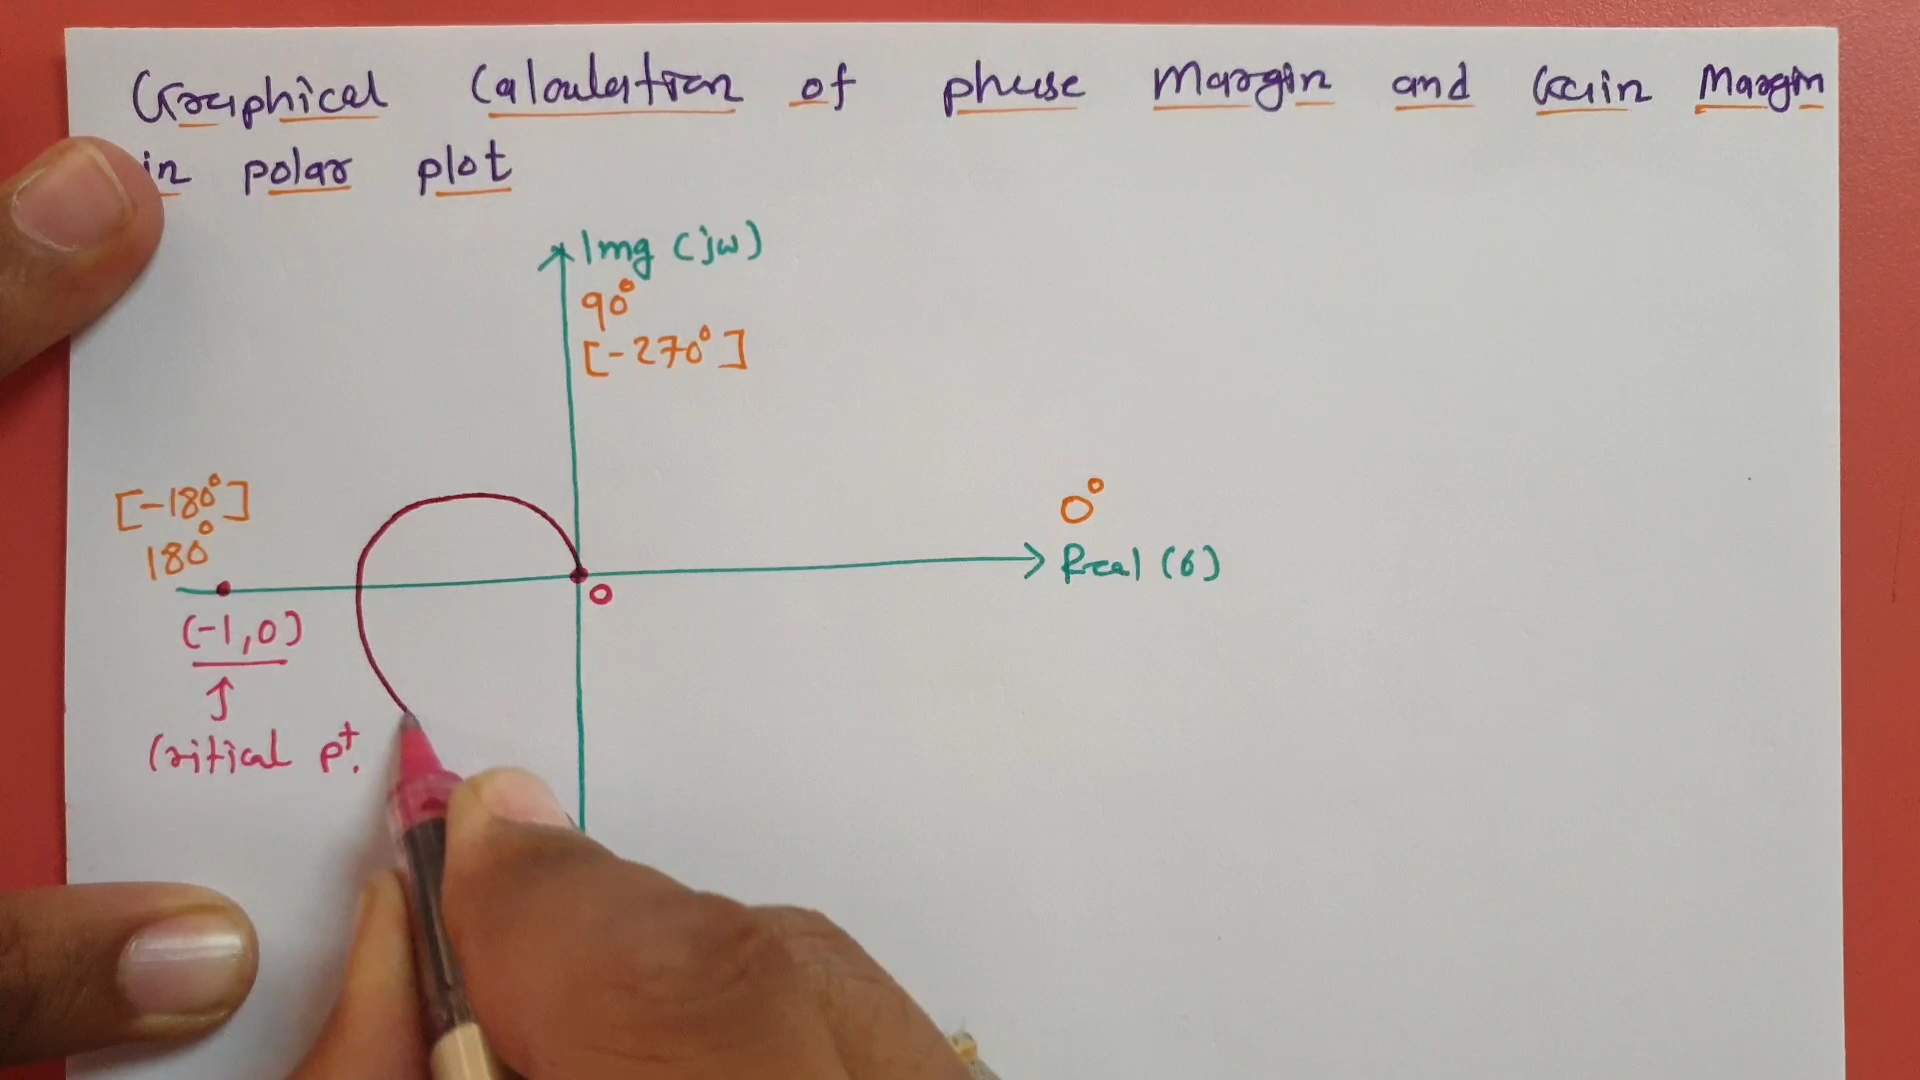 Graphical Calculation of phase Margin and Gain Margin
in polar plot
Img (jω)
90°
[-270°]
[-180°]
180°
0°
Real (σ)
0
(-1,0)
Critical pt.